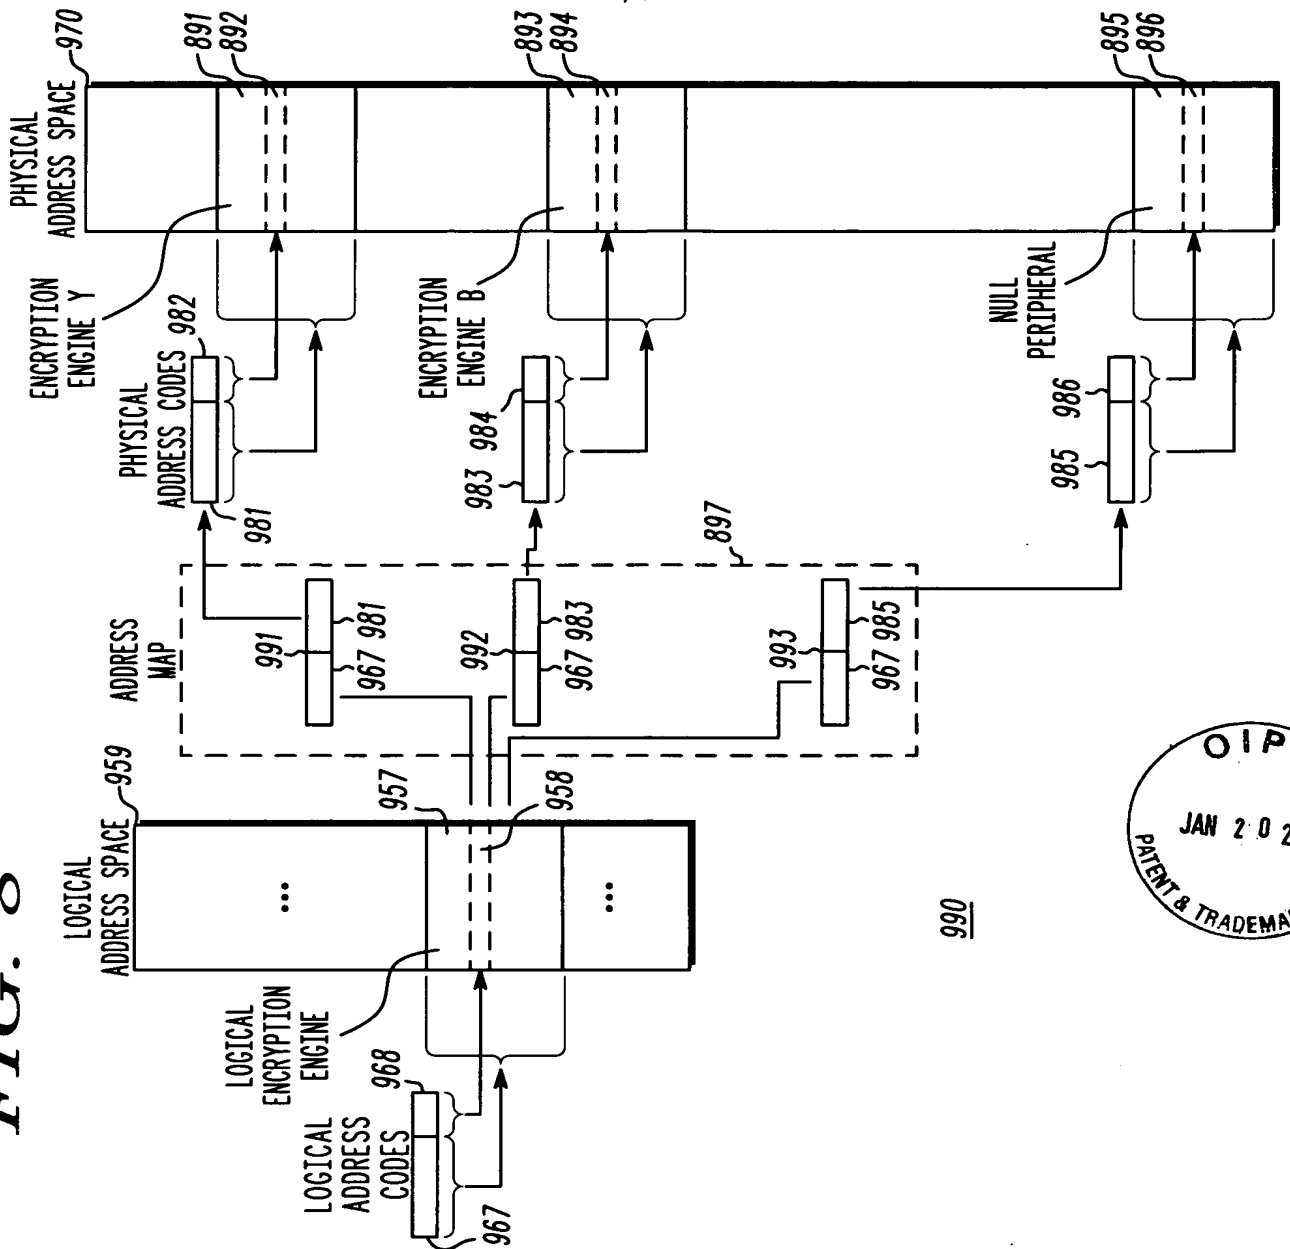 FIG. 8
LOGICAL
ADDRESS SPACE
959
957
958
LOGICAL
ENCRYPTION
ENGINE
LOGICAL
ADDRESS
CODES
968
967
ADDRESS
MAP
991
967
981
992
967
983
993
967
985
897
PHYSICAL
ADDRESS CODES
981
982
983
984
985
986
PHYSICAL
ADDRESS SPACE
970
ENCRYPTION
ENGINE Y
891
892
ENCRYPTION
ENGINE B
893
894
NULL
PERIPHERAL
895
896
990
OIP
JAN 20 2
PATENT & TRADEMA